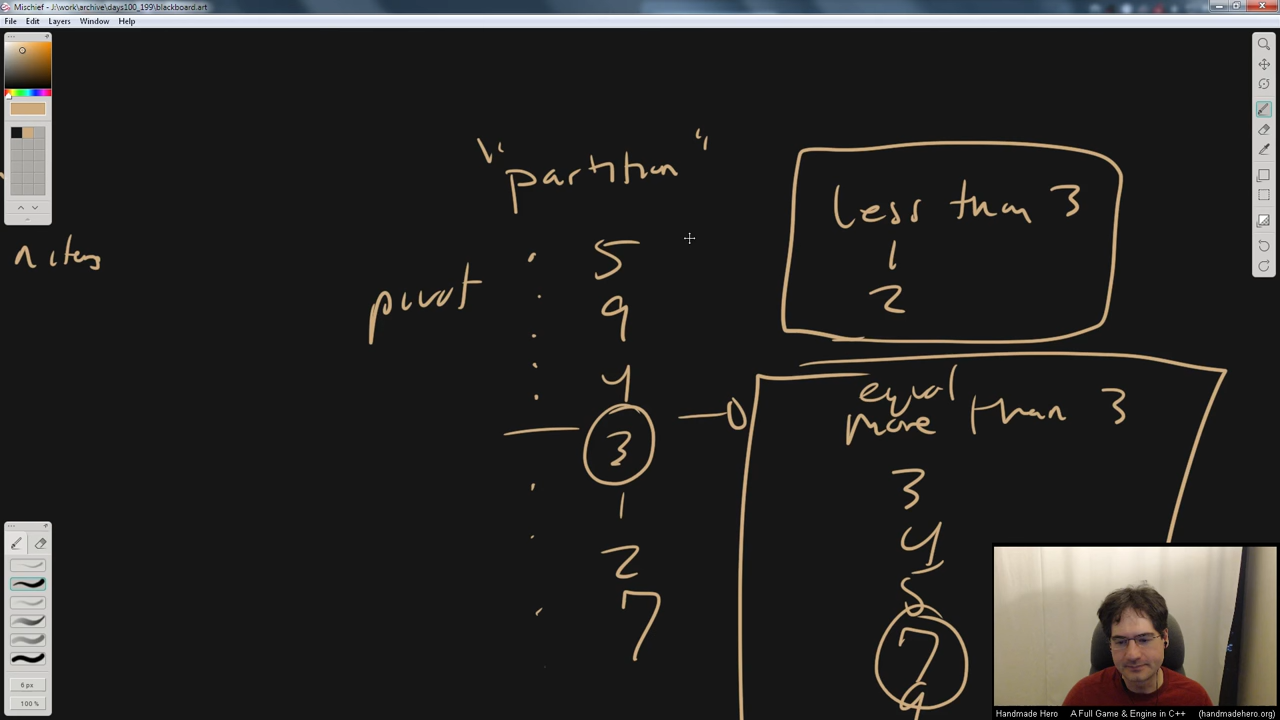 Mischief - J:\work\archive\days100_199\blackboard.art
File Edit Layers Window Help
"partition"
less than 3
1
2
n items
pivot
5
9
4
3
1
2
7
equal
more than 3
3
4
5
7
9
6 px
100 %
Handmade Hero A Full Game & Engine in C++ (handmadehero.org)